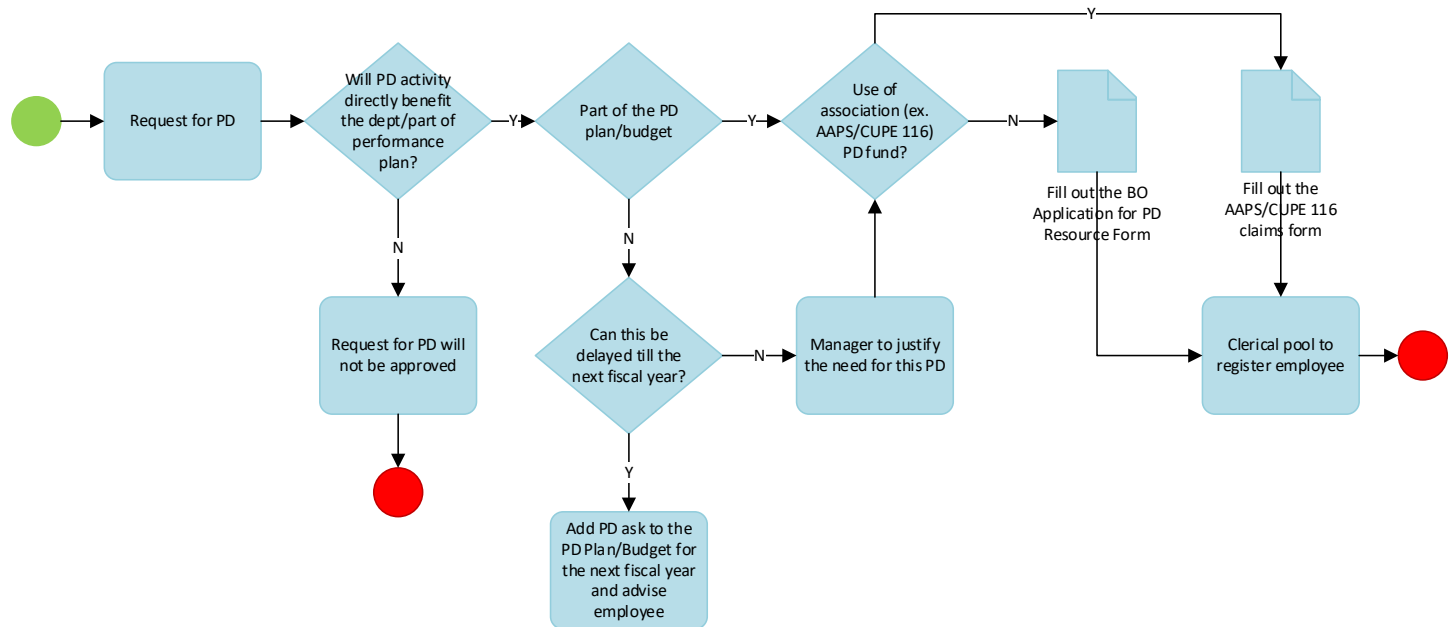 Y
Request for PD
Will PD activity
directly benefit
the dept/part of
performance
plan?
Y
Part of the PD
plan/budget
Y
Use of
association (ex.
AAPS/CUPE 116)
PD fund?
N
Fill out the BO
Application for PD
Resource Form
Fill out the
AAPS/CUPE 116
claims form
N
N
Request for PD will
not be approved
Can this be
delayed till the
next fiscal year?
N
Manager to justify
the need for this PD
Clerical pool to
register employee
Y
Add PD ask to the
PD Plan/Budget for
the next fiscal year
and advise
employee